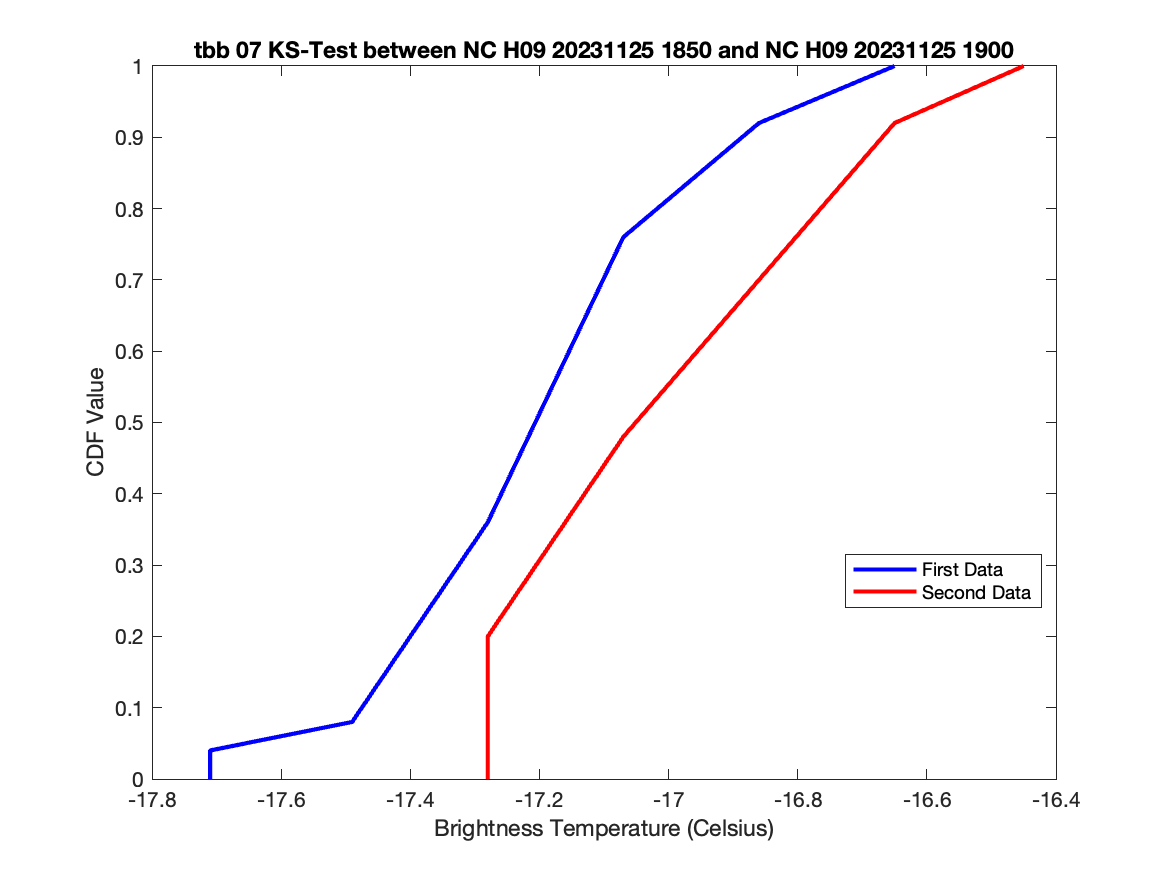 tbb 07 KS-Test between NC H09 20231125 1850 and NC H09 20231125 1900
1
0.9
0.8
0.7
0.6
0.5
0.4
0.3
0.2
0.1
0
CDF Value
First Data
Second Data
-17.8 -17.6 -17.4 -17.2 -17 -16.8 -16.6 -16.4
Brightness Temperature (Celsius)